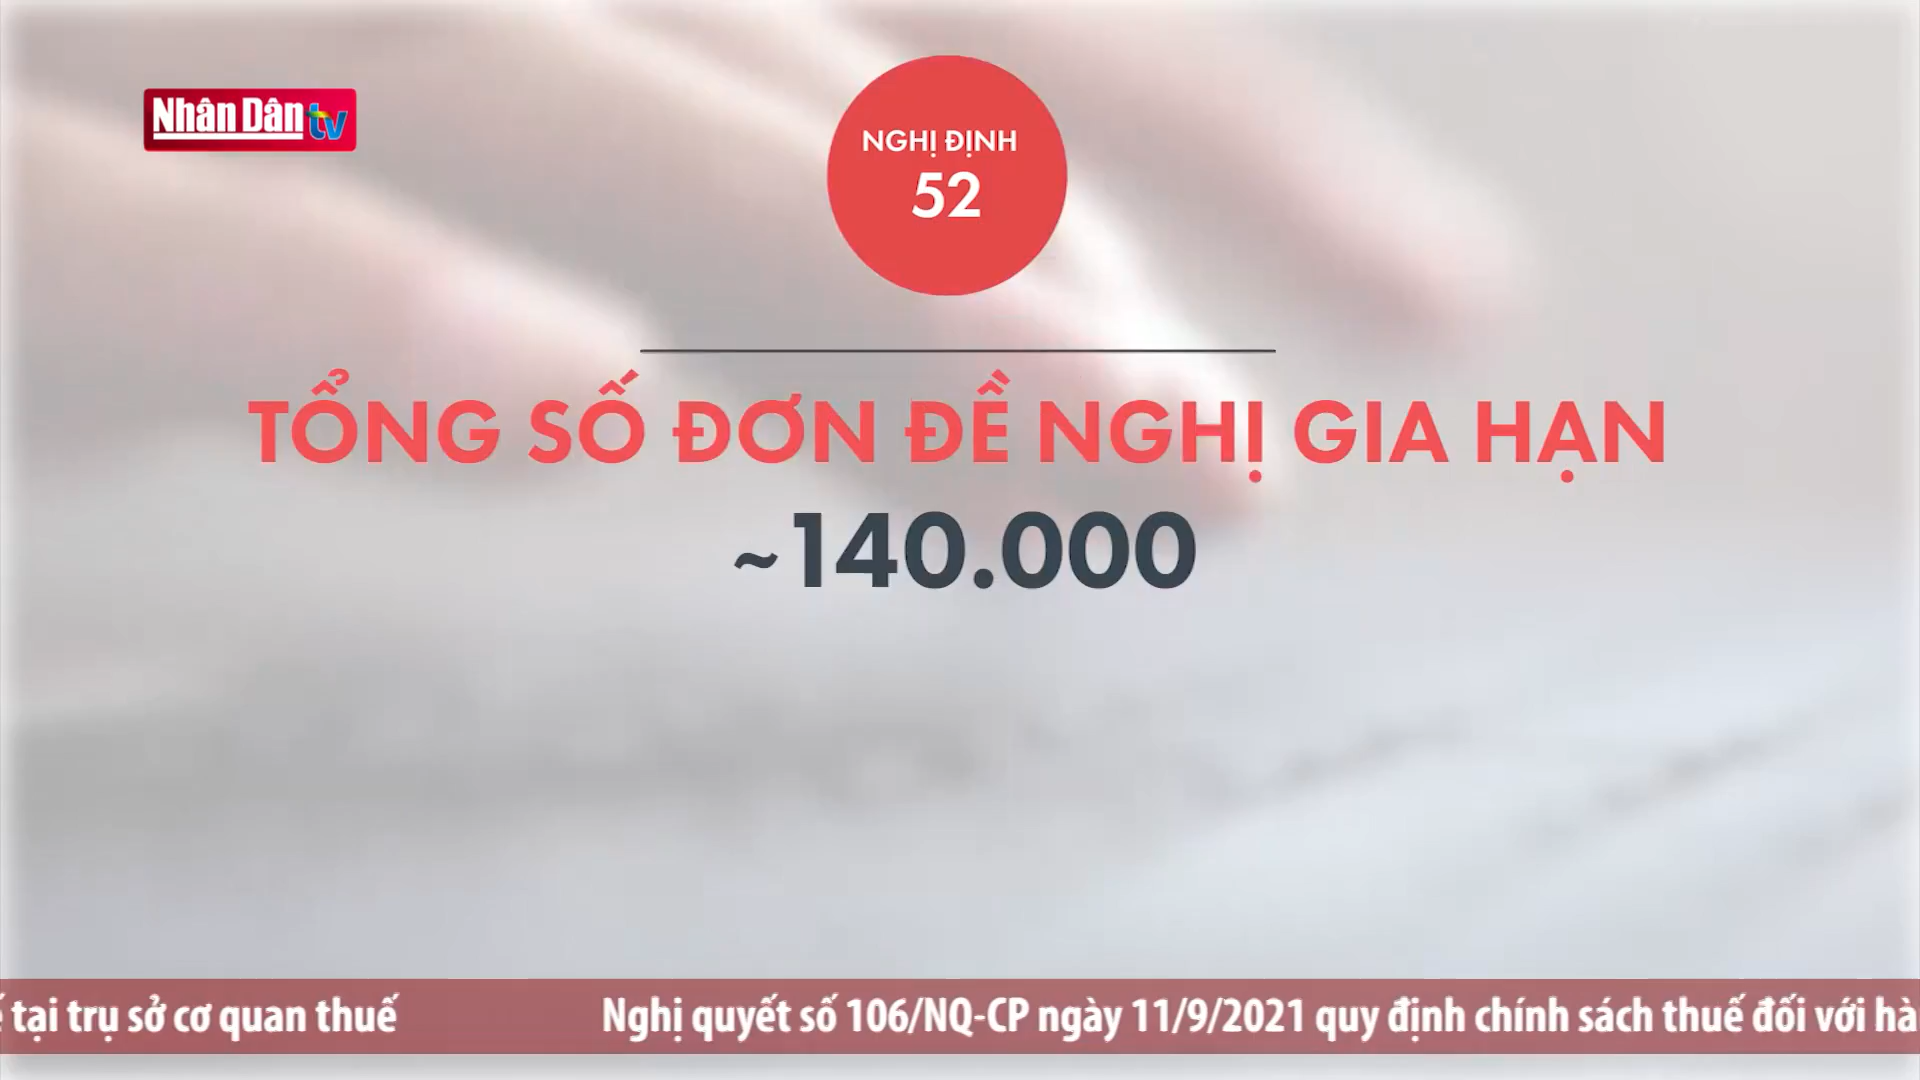 Nhân Dân tv
NGHỊ ĐỊNH
52
TỔNG SỐ ĐƠN ĐỀ NGHỊ GIA HẠN
~140.000
tại trụ sở cơ quan thuế
Nghị quyết số 106/NQ-CP ngày 11/9/2021 quy định chính sách thuế đối với